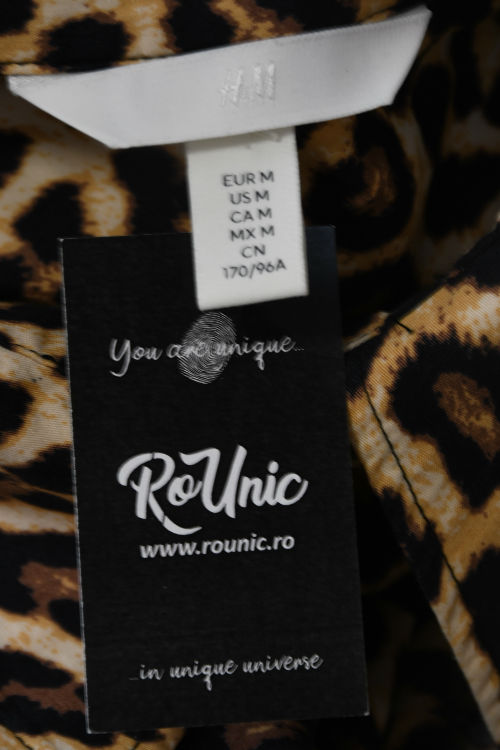 H&M
EUR M
US M
CA M
MX M
CN
170/96A
You are unique...
RoUnic
www.rounic.ro
...in unique universe